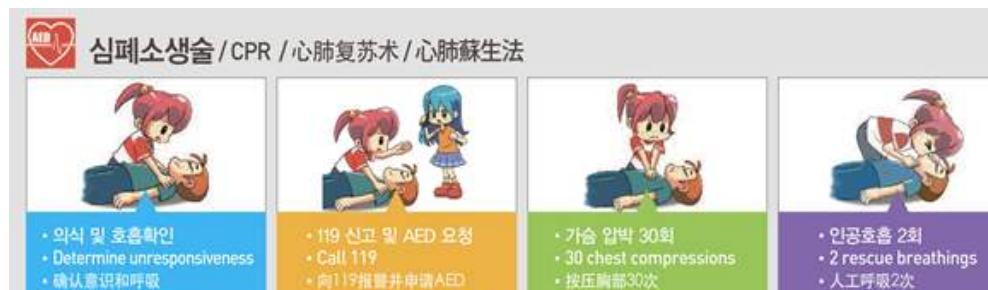 AED
심폐소생술/CPR /心肺复苏术/心肺蘇生法
• 의식 및 호흡확인
• Determine unresponsiveness
• 确认意识和呼吸
• 119 신고 및 AED 요청
• Call 119
• 向119报警并申请AED
• 가슴 압박 30회
• 30 chest compressions
• 按压胸部30次
• 인공호흡 2회
• 2 rescue breathings
• 人工呼吸2次